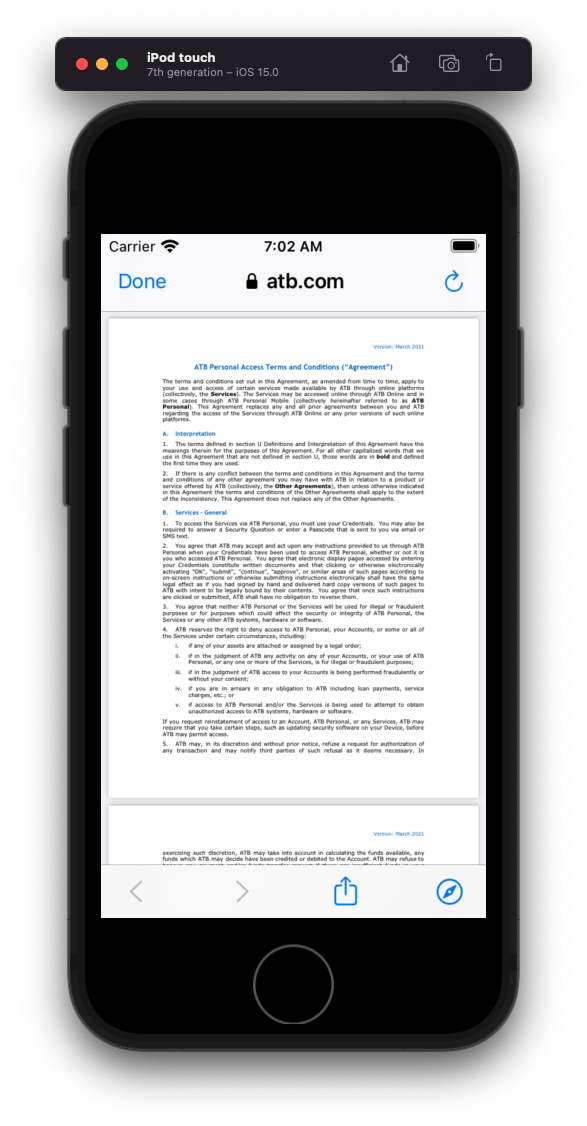 iPod touch
7th generation – iOS 15.0
Carrier 7:02 AM
Done atb.com
Version: March 2021
ATB Personal Access Terms and Conditions (“Agreement”)
The terms and conditions set out in this Agreement, as amended from time to time, apply to
your use and access of certain services made available by ATB through online platforms
(collectively, the Services). The Services may be accessed online through ATB Online and in
some cases through ATB Personal Mobile (collectively hereinafter referred to as ATB
Personal). This Agreement replaces any and all prior agreements between you and ATB
regarding the access of the Services through ATB Online or any prior versions of such online
platforms.
A. Interpretation
1. The terms defined in section U Definitions and Interpretation of this Agreement have the
meanings therein for the purposes of this Agreement. For all other capitalized words that we
use in this Agreement that are not defined in section U, those words are in bold and defined
the first time they are used.
2. If there is any conflict between the terms and conditions in this Agreement and the terms
and conditions of any other agreement you may have with ATB in relation to a product or
service offered by ATB (collectively, the Other Agreements), then unless otherwise indicated
in this Agreement the terms and conditions of the Other Agreements shall apply to the extent
of the inconsistency. This Agreement does not replace any of the Other Agreements.
B. Services - General
1. To access the Services via ATB Personal, you must use your Credentials. You may also be
required to answer a Security Question or enter a Passcode that is sent to you via email or
SMS text.
2. You agree that ATB may accept and act upon any instructions provided to us through ATB
Personal when your Credentials have been used to access ATB Personal, whether or not it is
you who accessed ATB Personal. You agree that electronic display pages accessed by entering
your Credentials constitute written documents and that clicking or otherwise electronically
activating "OK", "submit", "continue", "approve", or similar areas of such pages according to
on-screen instructions or otherwise submitting instructions electronically shall have the same
legal effect as if you had signed by hand and delivered hard copy versions of such pages to
ATB with intent to be legally bound by their contents. You agree that once such instructions
are clicked or submitted, ATB shall have no obligation to reverse them.
3. You agree that neither ATB Personal or the Services will be used for illegal or fraudulent
purposes or for purposes which could affect the security or integrity of ATB Personal, the
Services or any other ATB systems, hardware or software.
4. ATB reserves the right to deny access to ATB Personal, your Accounts, or some or all of
the Services under certain circumstances, including:
i. if any of your assets are attached or assigned by a legal order;
ii. if in the judgment of ATB any activity on any of your Accounts, or your use of ATB
Personal, or any one or more of the Services, is for illegal or fraudulent purposes;
iii. if in the judgment of ATB access to your Accounts is being performed fraudulently or
without your consent;
iv. if you are in arrears in any obligation to ATB including loan payments, service
charges, etc.; or
v. if access to ATB Personal and/or the Services is being used to attempt to obtain
unauthorized access to ATB systems, hardware or software.
If you request reinstatement of access to an Account, ATB Personal, or any Services, ATB may
require that you take certain steps, such as updating security software on your Device, before
ATB may permit access.
5. ATB may, in its discretion and without prior notice, refuse a request for authorization of
any transaction and may notify third parties of such refusal as it deems necessary. In
Version: March 2021
exercising such discretion, ATB may take into account in calculating the funds available, any
funds which ATB may decide have been credited or debited to the Account. ATB may refuse to